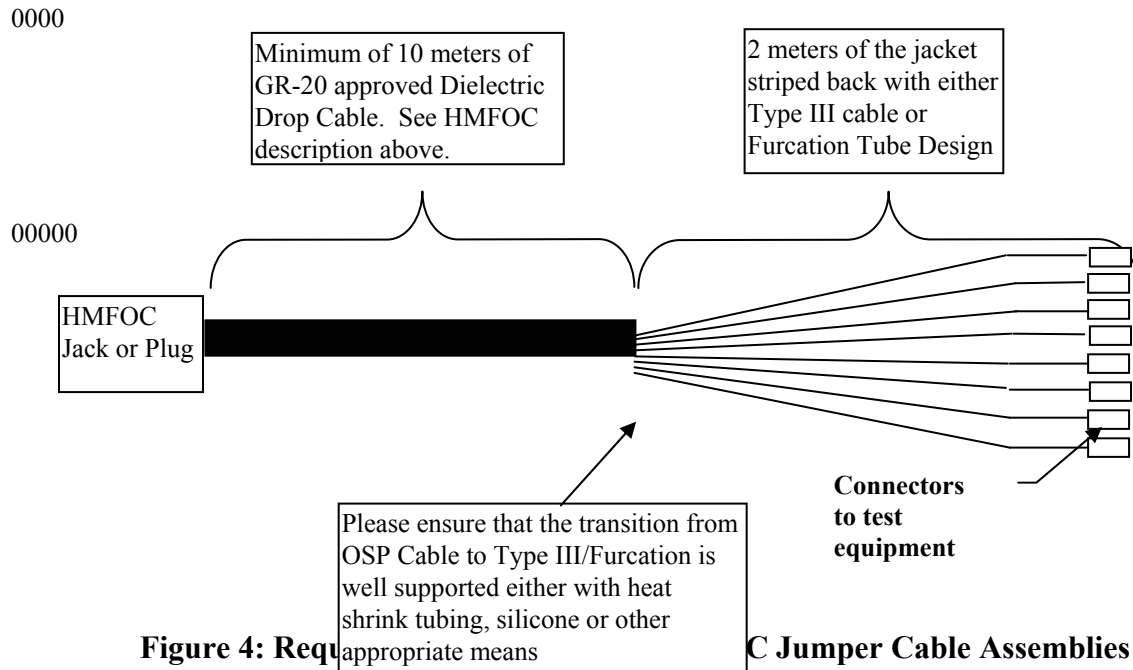 0000
Minimum of 10 meters of
GR-20 approved Dielectric
Drop Cable. See HMFOC
description above.
2 meters of the jacket
striped back with either
Type III cable or
Furcation Tube Design
00000
HMFOC
Jack or Plug
Connectors
to test
equipment
Please ensure that the transition from
OSP Cable to Type III/Furcation is
well supported either with heat
shrink tubing, silicone or other
appropriate means
Figure 4: Requ C Jumper Cable Assemblies